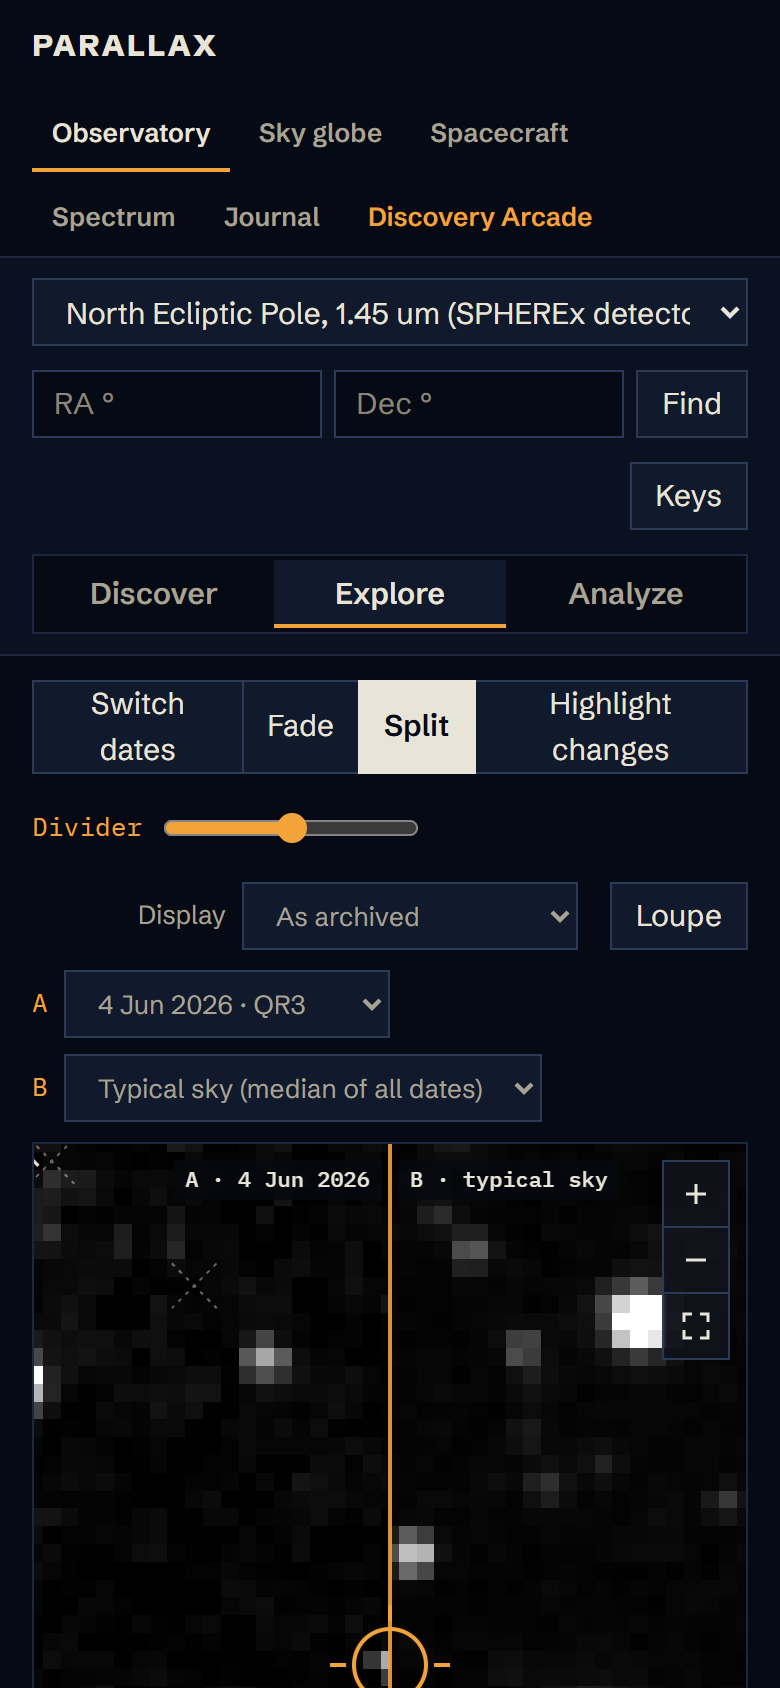 PARALLAX
Observatory Sky globe Spacecraft
Spectrum Journal Discovery Arcade
North Ecliptic Pole, 1.45 um (SPHEREx detecto
RA ° Dec ° Find
Keys
Discover Explore Analyze
Switch dates Fade Split Highlight changes
Divider
Display As archived Loupe
A 4 Jun 2026 · QR3
B Typical sky (median of all dates)
A · 4 Jun 2026 B · typical sky